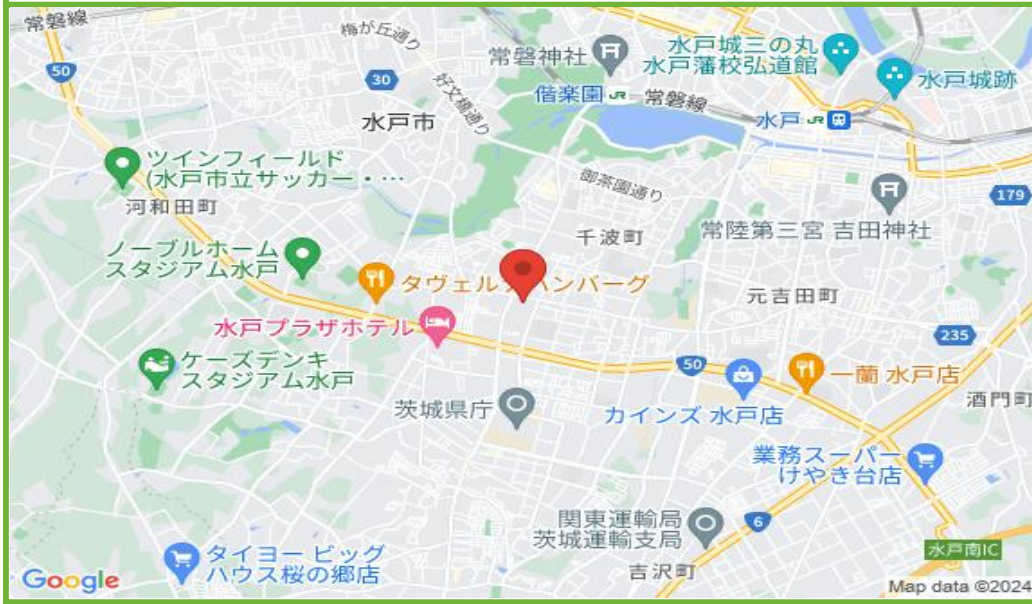 常磐線
梅が丘通り
50
30
好文橋通り
水戸市
常磐神社
偕楽園 JR
常磐線
水戸城三の丸
水戸藩校弘道館
水戸城跡
水戸 JR
ツインフィールド
(水戸市立サッカー・…
河和田町
御茶園通り
179
千波町
常陸第三宮 吉田神社
ノーブルホーム
スタジアム水戸
タヴェル
ハンバーグ
元吉田町
水戸プラザホテル
235
ケーズデンキ
スタジアム水戸
50
一蘭 水戸店
茨城県庁
カインズ 水戸店
酒門町
業務スーパー
けやき台店
関東運輸局
茨城運輸支局
6
水戸南IC
タイヨー ビッグ
ハウス桜の郷店
吉沢町
Google
Map data ©2024